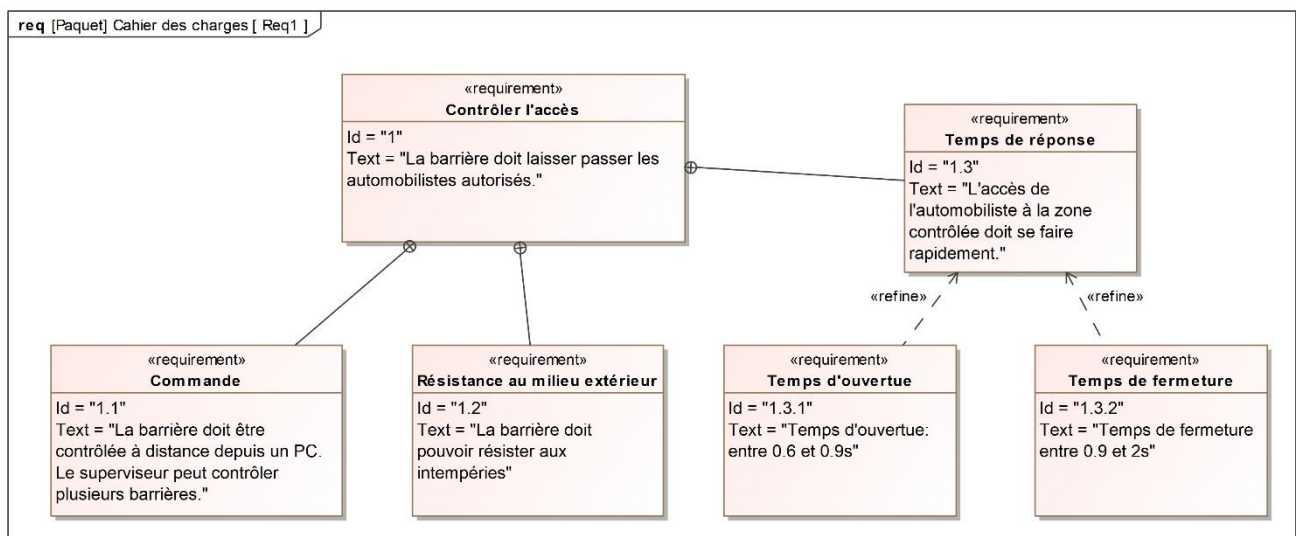 req [Paquet] Cahier des charges [ Req1 ]
«requirement»
Contrôler l'accès
Id = "1"
Text = "La barrière doit laisser passer les
automobilistes autorisés."
«requirement»
Temps de réponse
Id = "1.3"
Text = "L'accès de
l'automobiliste à la zone
contrôlée doit se faire
rapidement."
«refine»
«refine»
«requirement»
Commande
Id = "1.1"
Text = "La barrière doit être
contrôlée à distance depuis un PC.
Le superviseur peut contrôler
plusieurs barrières."
«requirement»
Résistance au milieu extérieur
Id = "1.2"
Text = "La barrière doit
pouvoir résister aux
intempéries"
«requirement»
Temps d'ouvertue
Id = "1.3.1"
Text = "Temps d'ouvertue:
entre 0.6 et 0.9s"
«requirement»
Temps de fermeture
Id = "1.3.2"
Text = "Temps de fermeture
entre 0.9 et 2s"